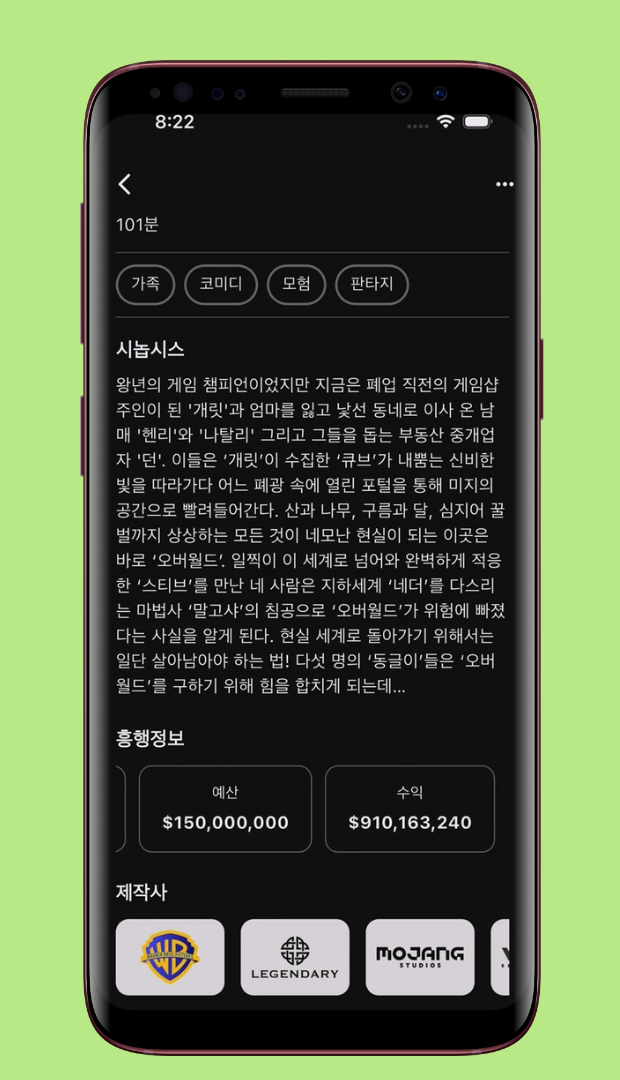 8:22
101분
가족 코미디 모험 판타지
시놉시스
왕년의 게임 챔피언이었지만 지금은 폐업 직전의 게임샵
주인이 된 '개릿'과 엄마를 잃고 낯선 동네로 이사 온 남
매 '헨리'와 '나탈리' 그리고 그들을 돕는 부동산 중개업
자 '던'. 이들은 ‘개릿’이 수집한 ‘큐브’가 내뿜는 신비한
빛을 따라가다 어느 폐광 속에 열린 포털을 통해 미지의
공간으로 빨려들어간다. 산과 나무, 구름과 달, 심지어 꿀
벌까지 상상하는 모든 것이 네모난 현실이 되는 이곳은
바로 ‘오버월드’. 일찍이 이 세계로 넘어와 완벽하게 적응
한 ‘스티브’를 만난 네 사람은 지하세계 ‘네더’를 다스리
는 마법사 ‘말고샤’의 침공으로 ‘오버월드’가 위험에 빠졌
다는 사실을 알게 된다. 현실 세계로 돌아가기 위해서는
일단 살아남아야 하는 법! 다섯 명의 ‘동글이’들은 ‘오버
월드’를 구하기 위해 힘을 합치게 되는데...
흥행정보
예산 수익
$150,000,000 $910,163,240
제작사
WB
LEGENDARY
MOJANG
STUDIOS